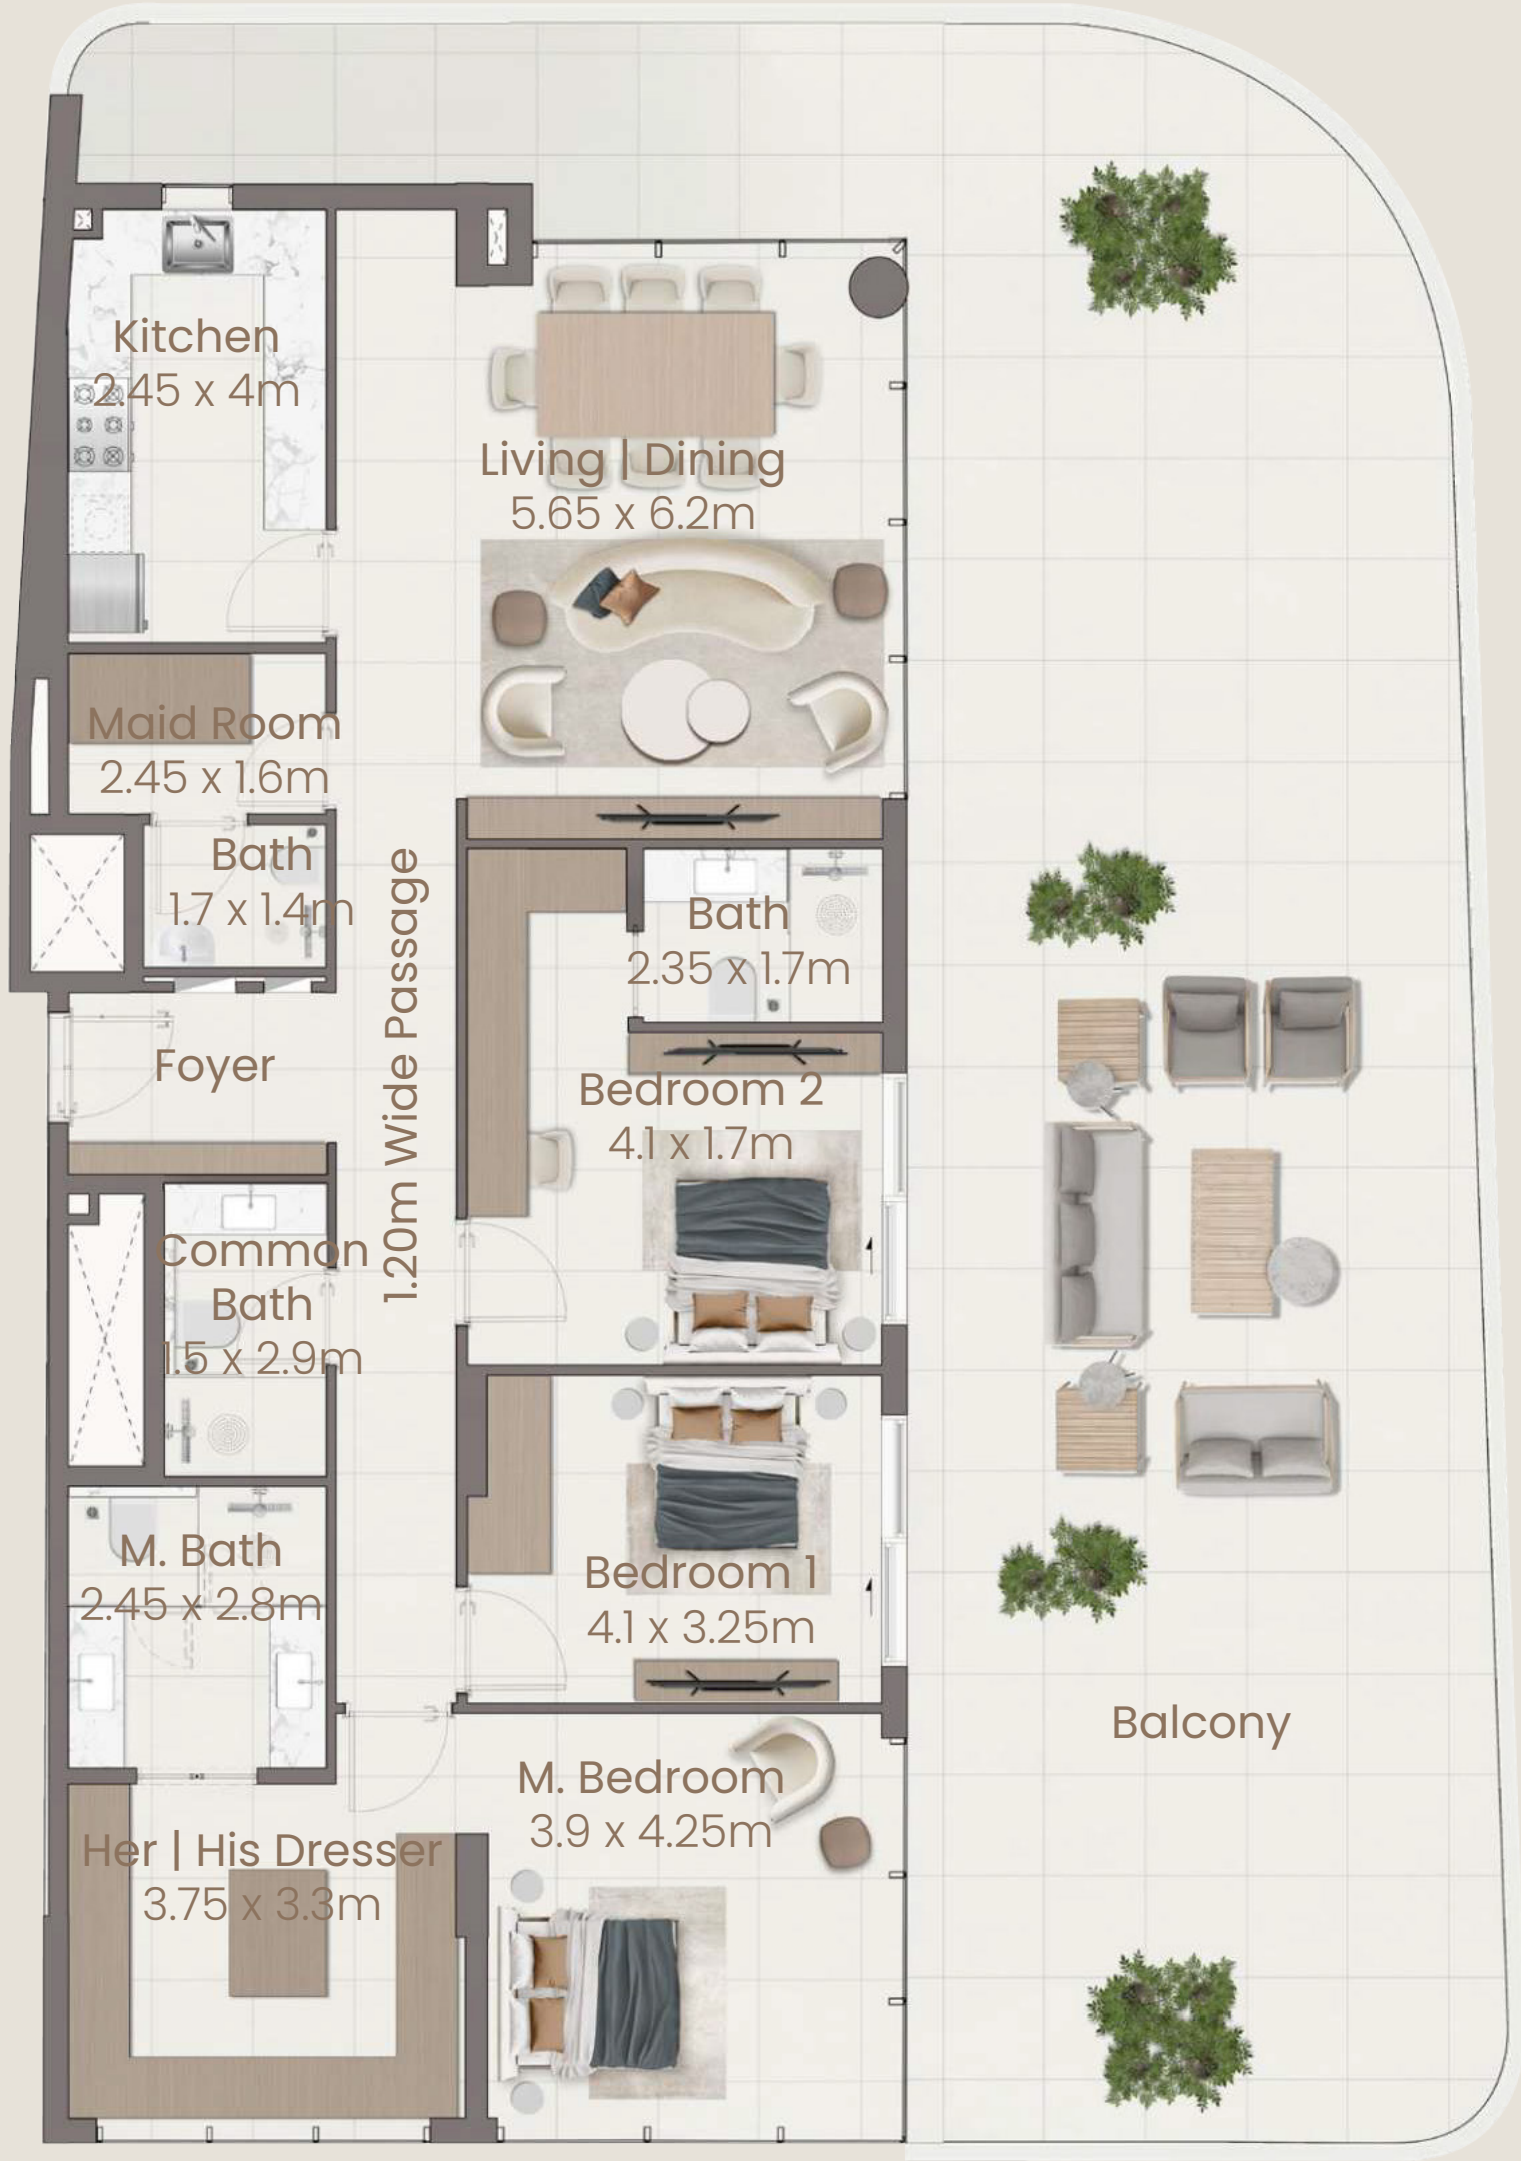 Kitchen
2.45 x 4m
Living | Dining
5.65 x 6.2m
Maid Room
2.45 x 1.6m
Bath
1.7 x 1.4m
1.20m Wide Passage
Bath
2.35 x 1.7m
Foyer
Bedroom 2
4.1 x 1.7m
Common
Bath
1.5 x 2.9m
M. Bath
2.45 x 2.8m
Bedroom 1
4.1 x 3.25m
Balcony
M. Bedroom
3.9 x 4.25m
Her | His Dresser
3.75 x 3.3m